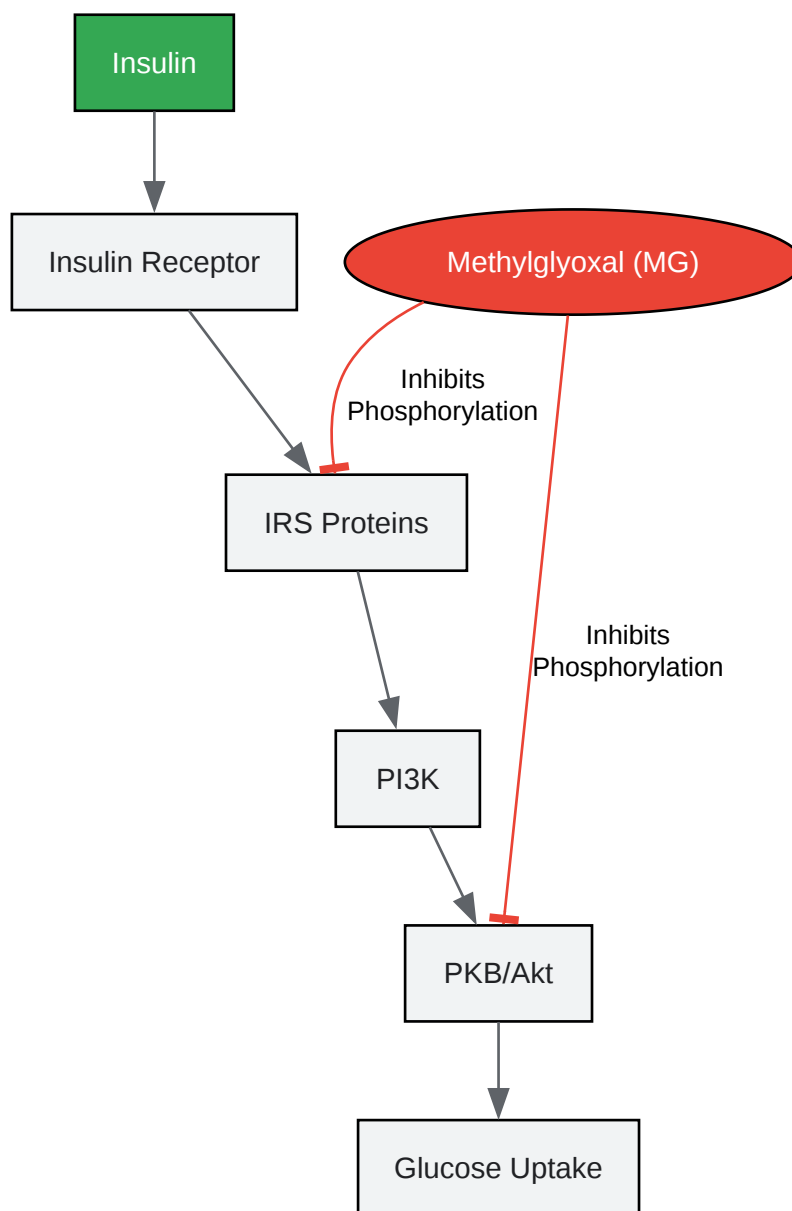 Insulin
Insulin Receptor
Methylglyoxal (MG)
Inhibits
Phosphorylation
IRS Proteins
Inhibits
Phosphorylation
PI3K
PKB/Akt
Glucose Uptake